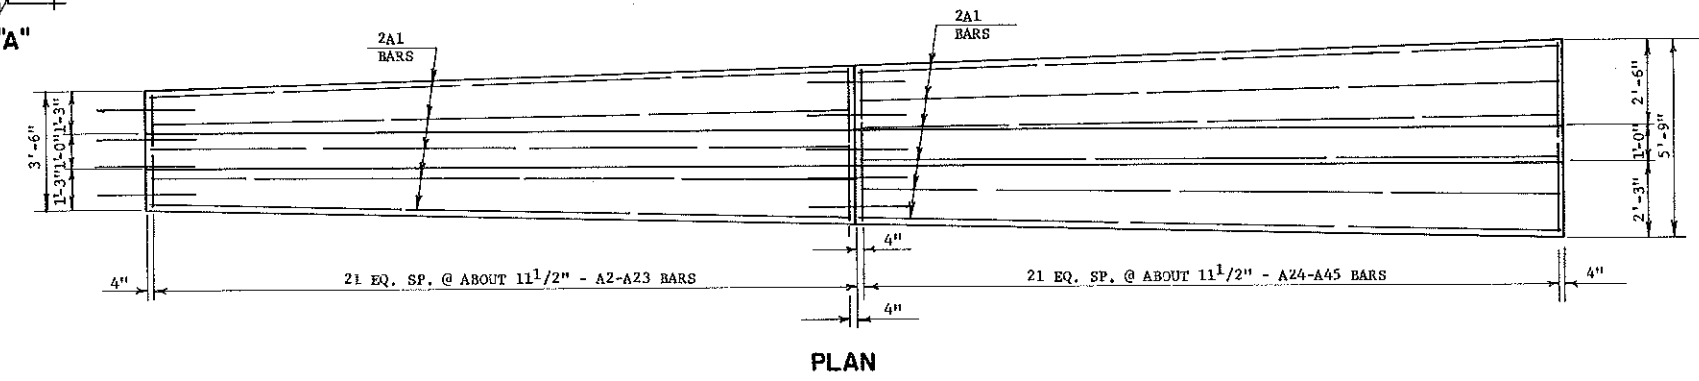 "A"
2A1
BARS
2A1
BARS
3'-6"
1'-3"
1'-0"
1'-3"
2'-6"
1'-0"
2'-3"
5'-9"
4"
4"
21 EQ. SP. @ ABOUT 11 1/2" - A2-A23 BARS
21 EQ. SP. @ ABOUT 11 1/2" - A24-A45 BARS
4"
4"
PLAN